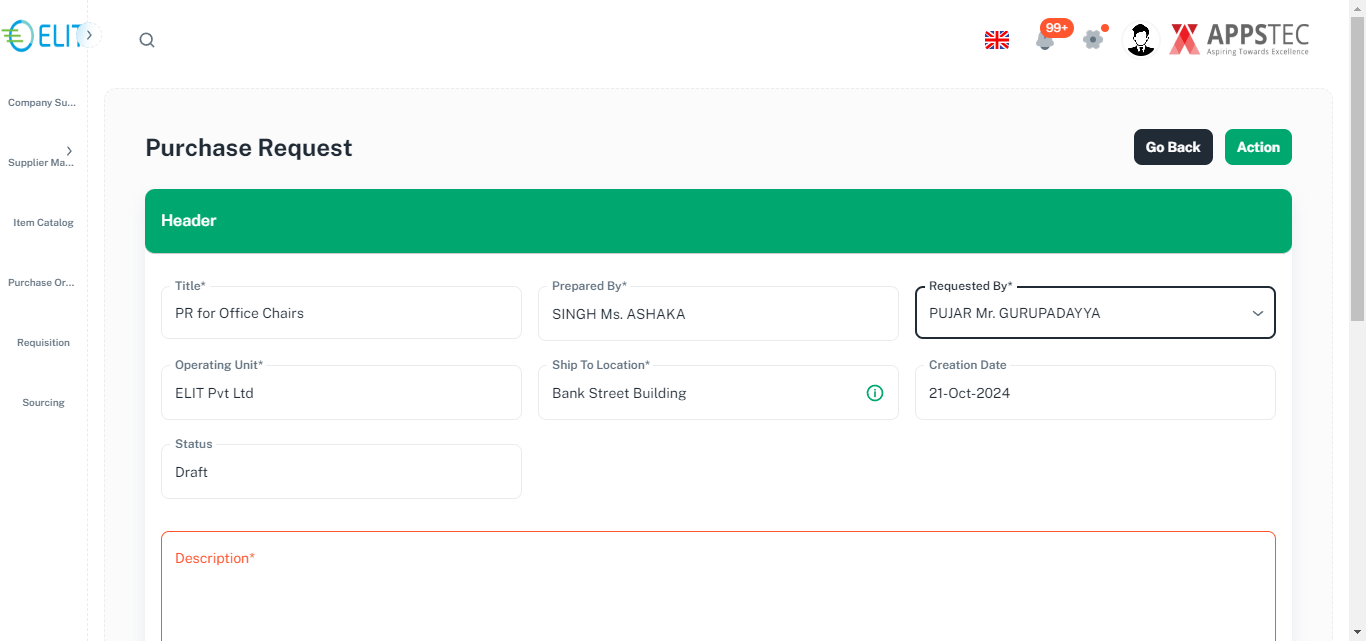 ELIT
99+
APPSTEC
Aspiring Towards Excellence
Company Su...
Supplier Ma...
Item Catalog
Purchase Or...
Requisition
Sourcing
Purchase Request
Go Back
Action
Header
Title*
PR for Office Chairs
Prepared By*
SINGH Ms. ASHAKA
Requested By*
PUJAR Mr. GURUPADAYYA
Operating Unit*
ELIT Pvt Ltd
Ship To Location*
Bank Street Building
Creation Date
21-Oct-2024
Status
Draft
Description*